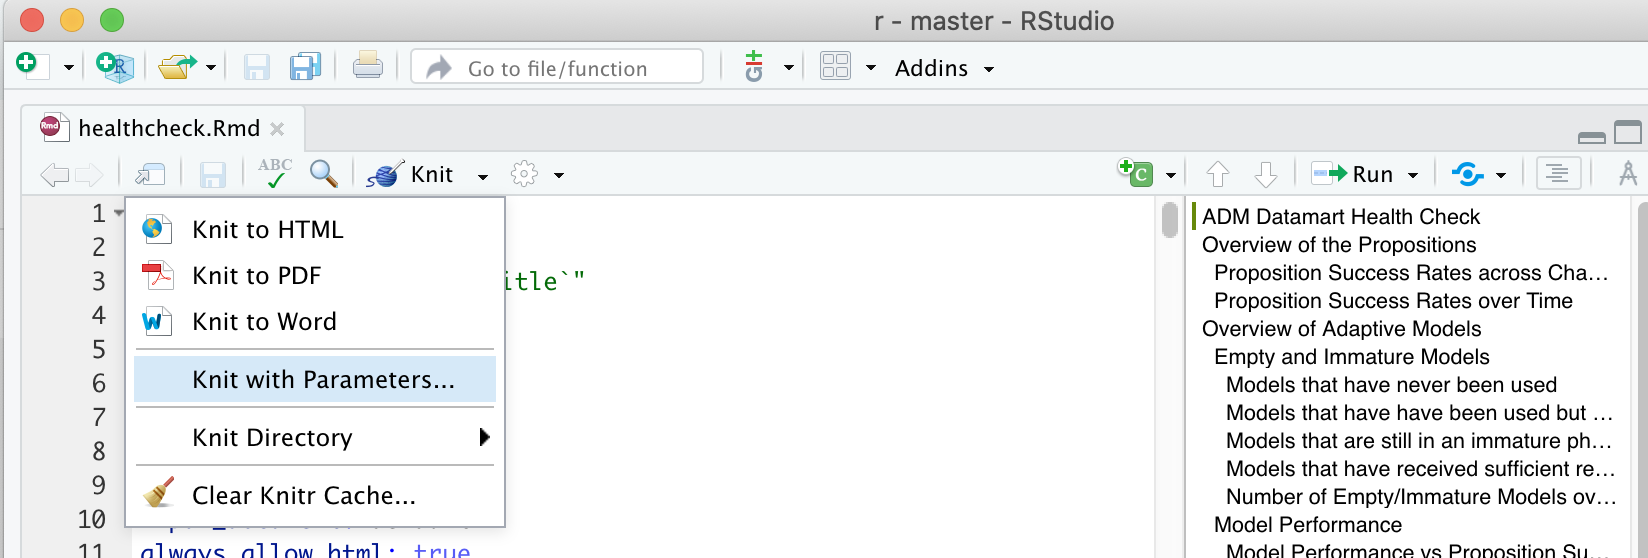 r - master - RStudio
Go to file/function
Addins
Rmd healthcheck.Rmd
ABC
Knit
C
Run
1
2
3 itle`"
4
5
6
7
8
9
10
11 always_allow_html: true
Knit to HTML
Knit to PDF
Knit to Word
Knit with Parameters...
Knit Directory
Clear Knitr Cache...
ADM Datamart Health Check
Overview of the Propositions
Proposition Success Rates across Cha...
Proposition Success Rates over Time
Overview of Adaptive Models
Empty and Immature Models
Models that have never been used
Models that have have been used but ...
Models that are still in an immature ph...
Models that have received sufficient re...
Number of Empty/Immature Models ov...
Model Performance
Model Performance vs Proposition Su...